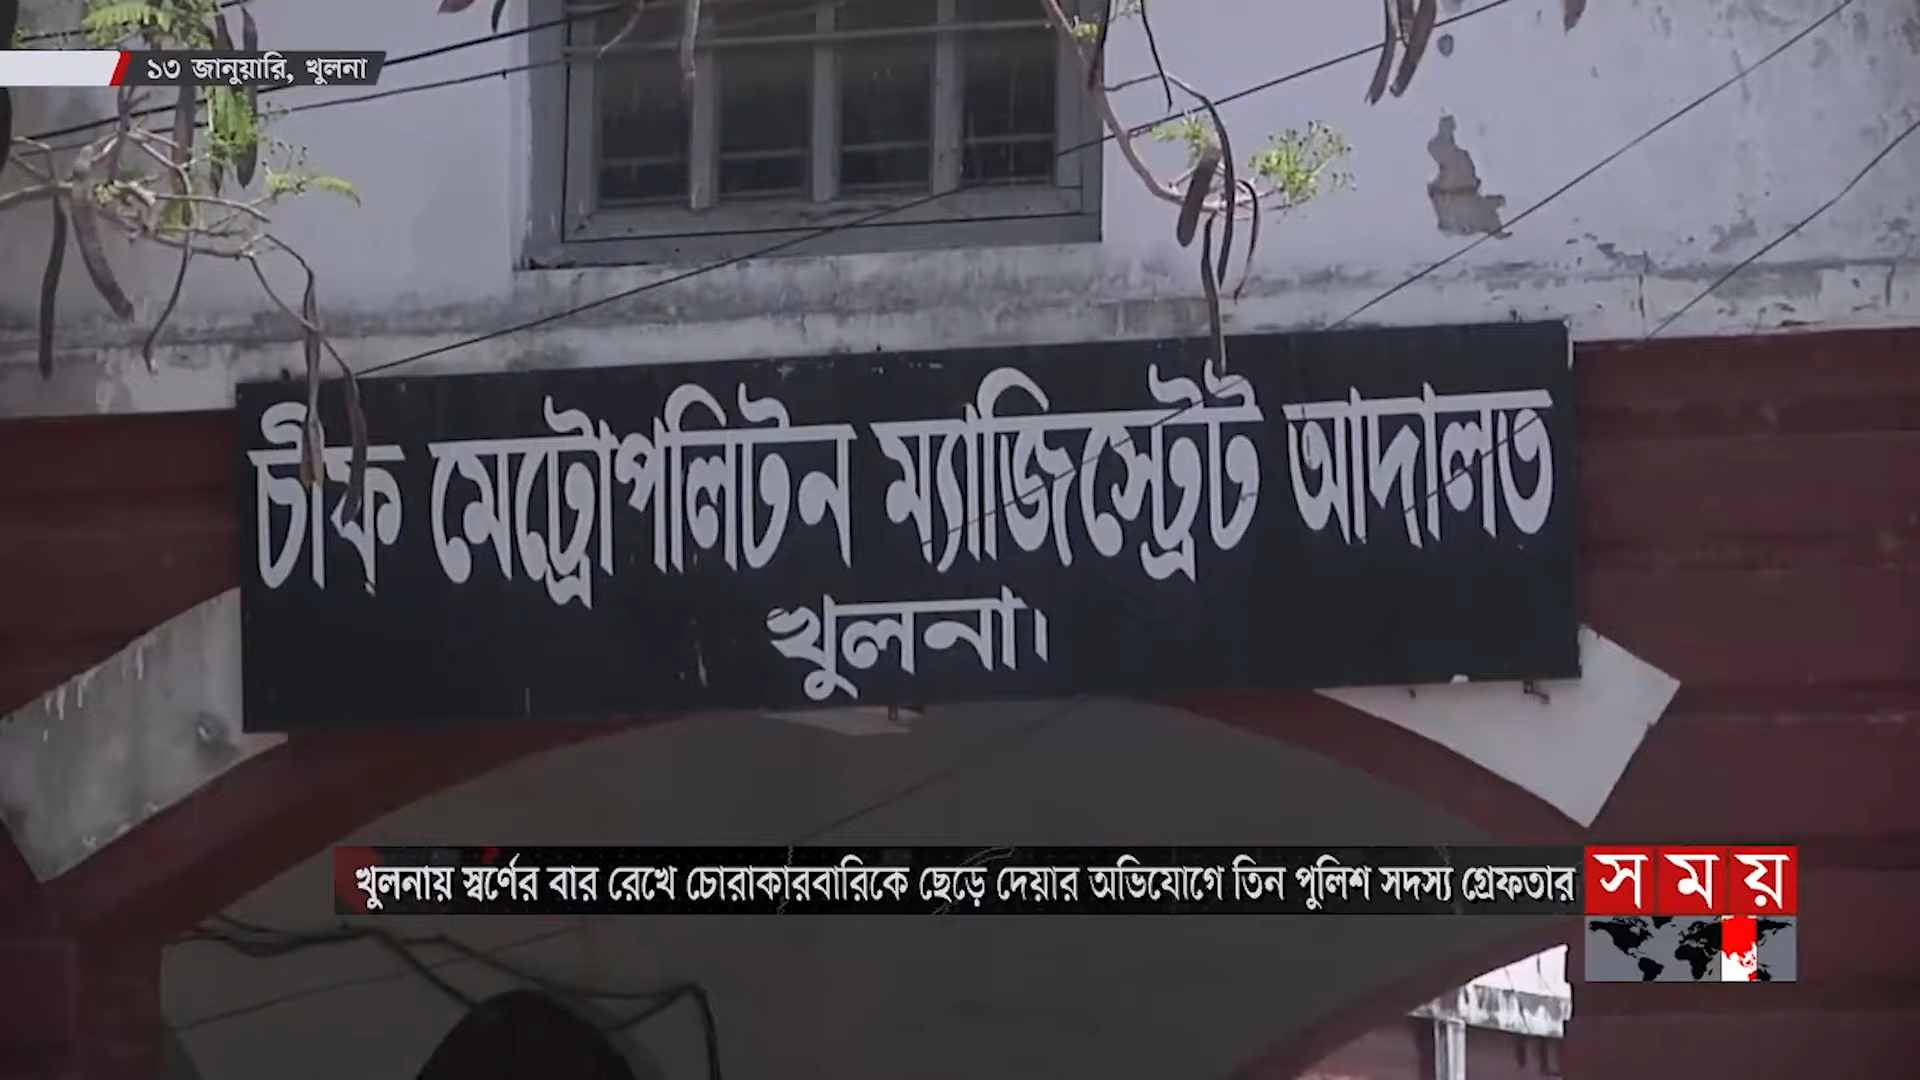 ১৩ জানুয়ারি, খুলনা
চীফ মেট্রোপলিটন ম্যাজিস্ট্রেট আদালত
খুলনা।
খুলনায় স্বর্ণের বার রেখে চোরাকারবারিকে ছেড়ে দেয়ার অভিযোগে তিন পুলিশ সদস্য গ্রেফতার
সময়